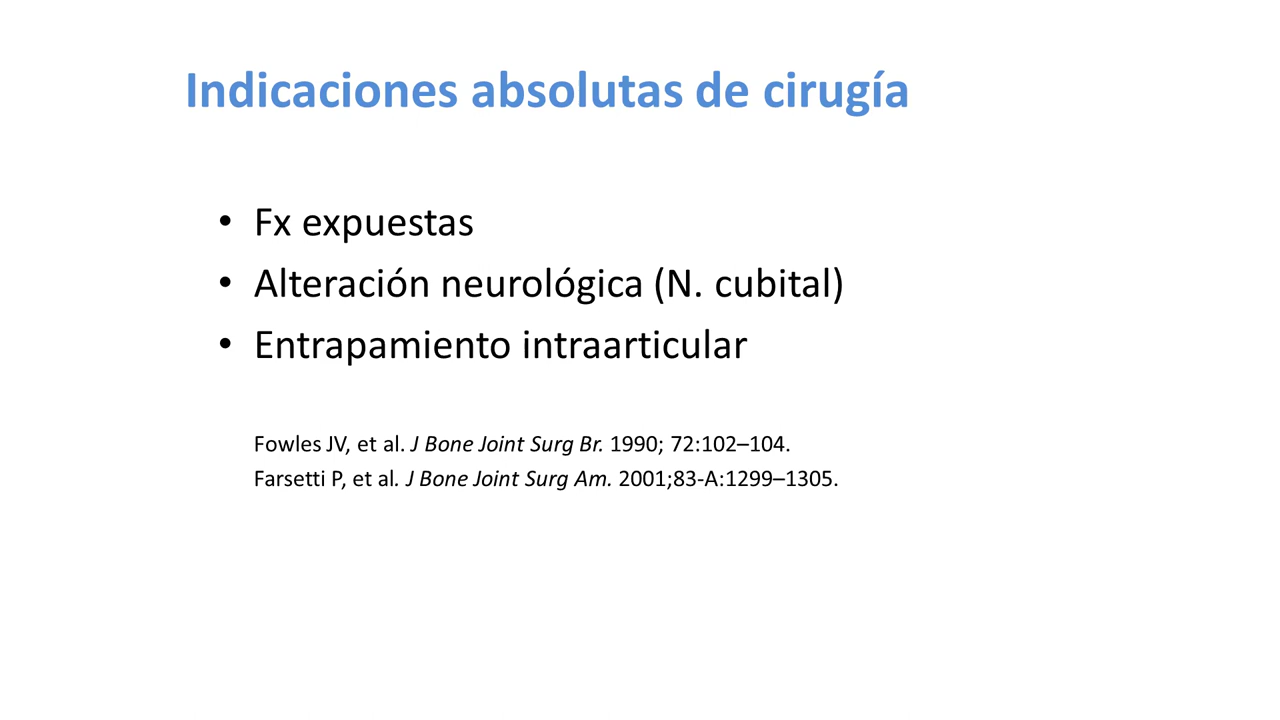 Indicaciones absolutas de cirugía
• Fx expuestas
• Alteración neurológica (N. cubital)
• Entrapamiento intraarticular
Fowles JV, et al. J Bone Joint Surg Br. 1990; 72:102–104.
Farsetti P, et al. J Bone Joint Surg Am. 2001;83-A:1299–1305.